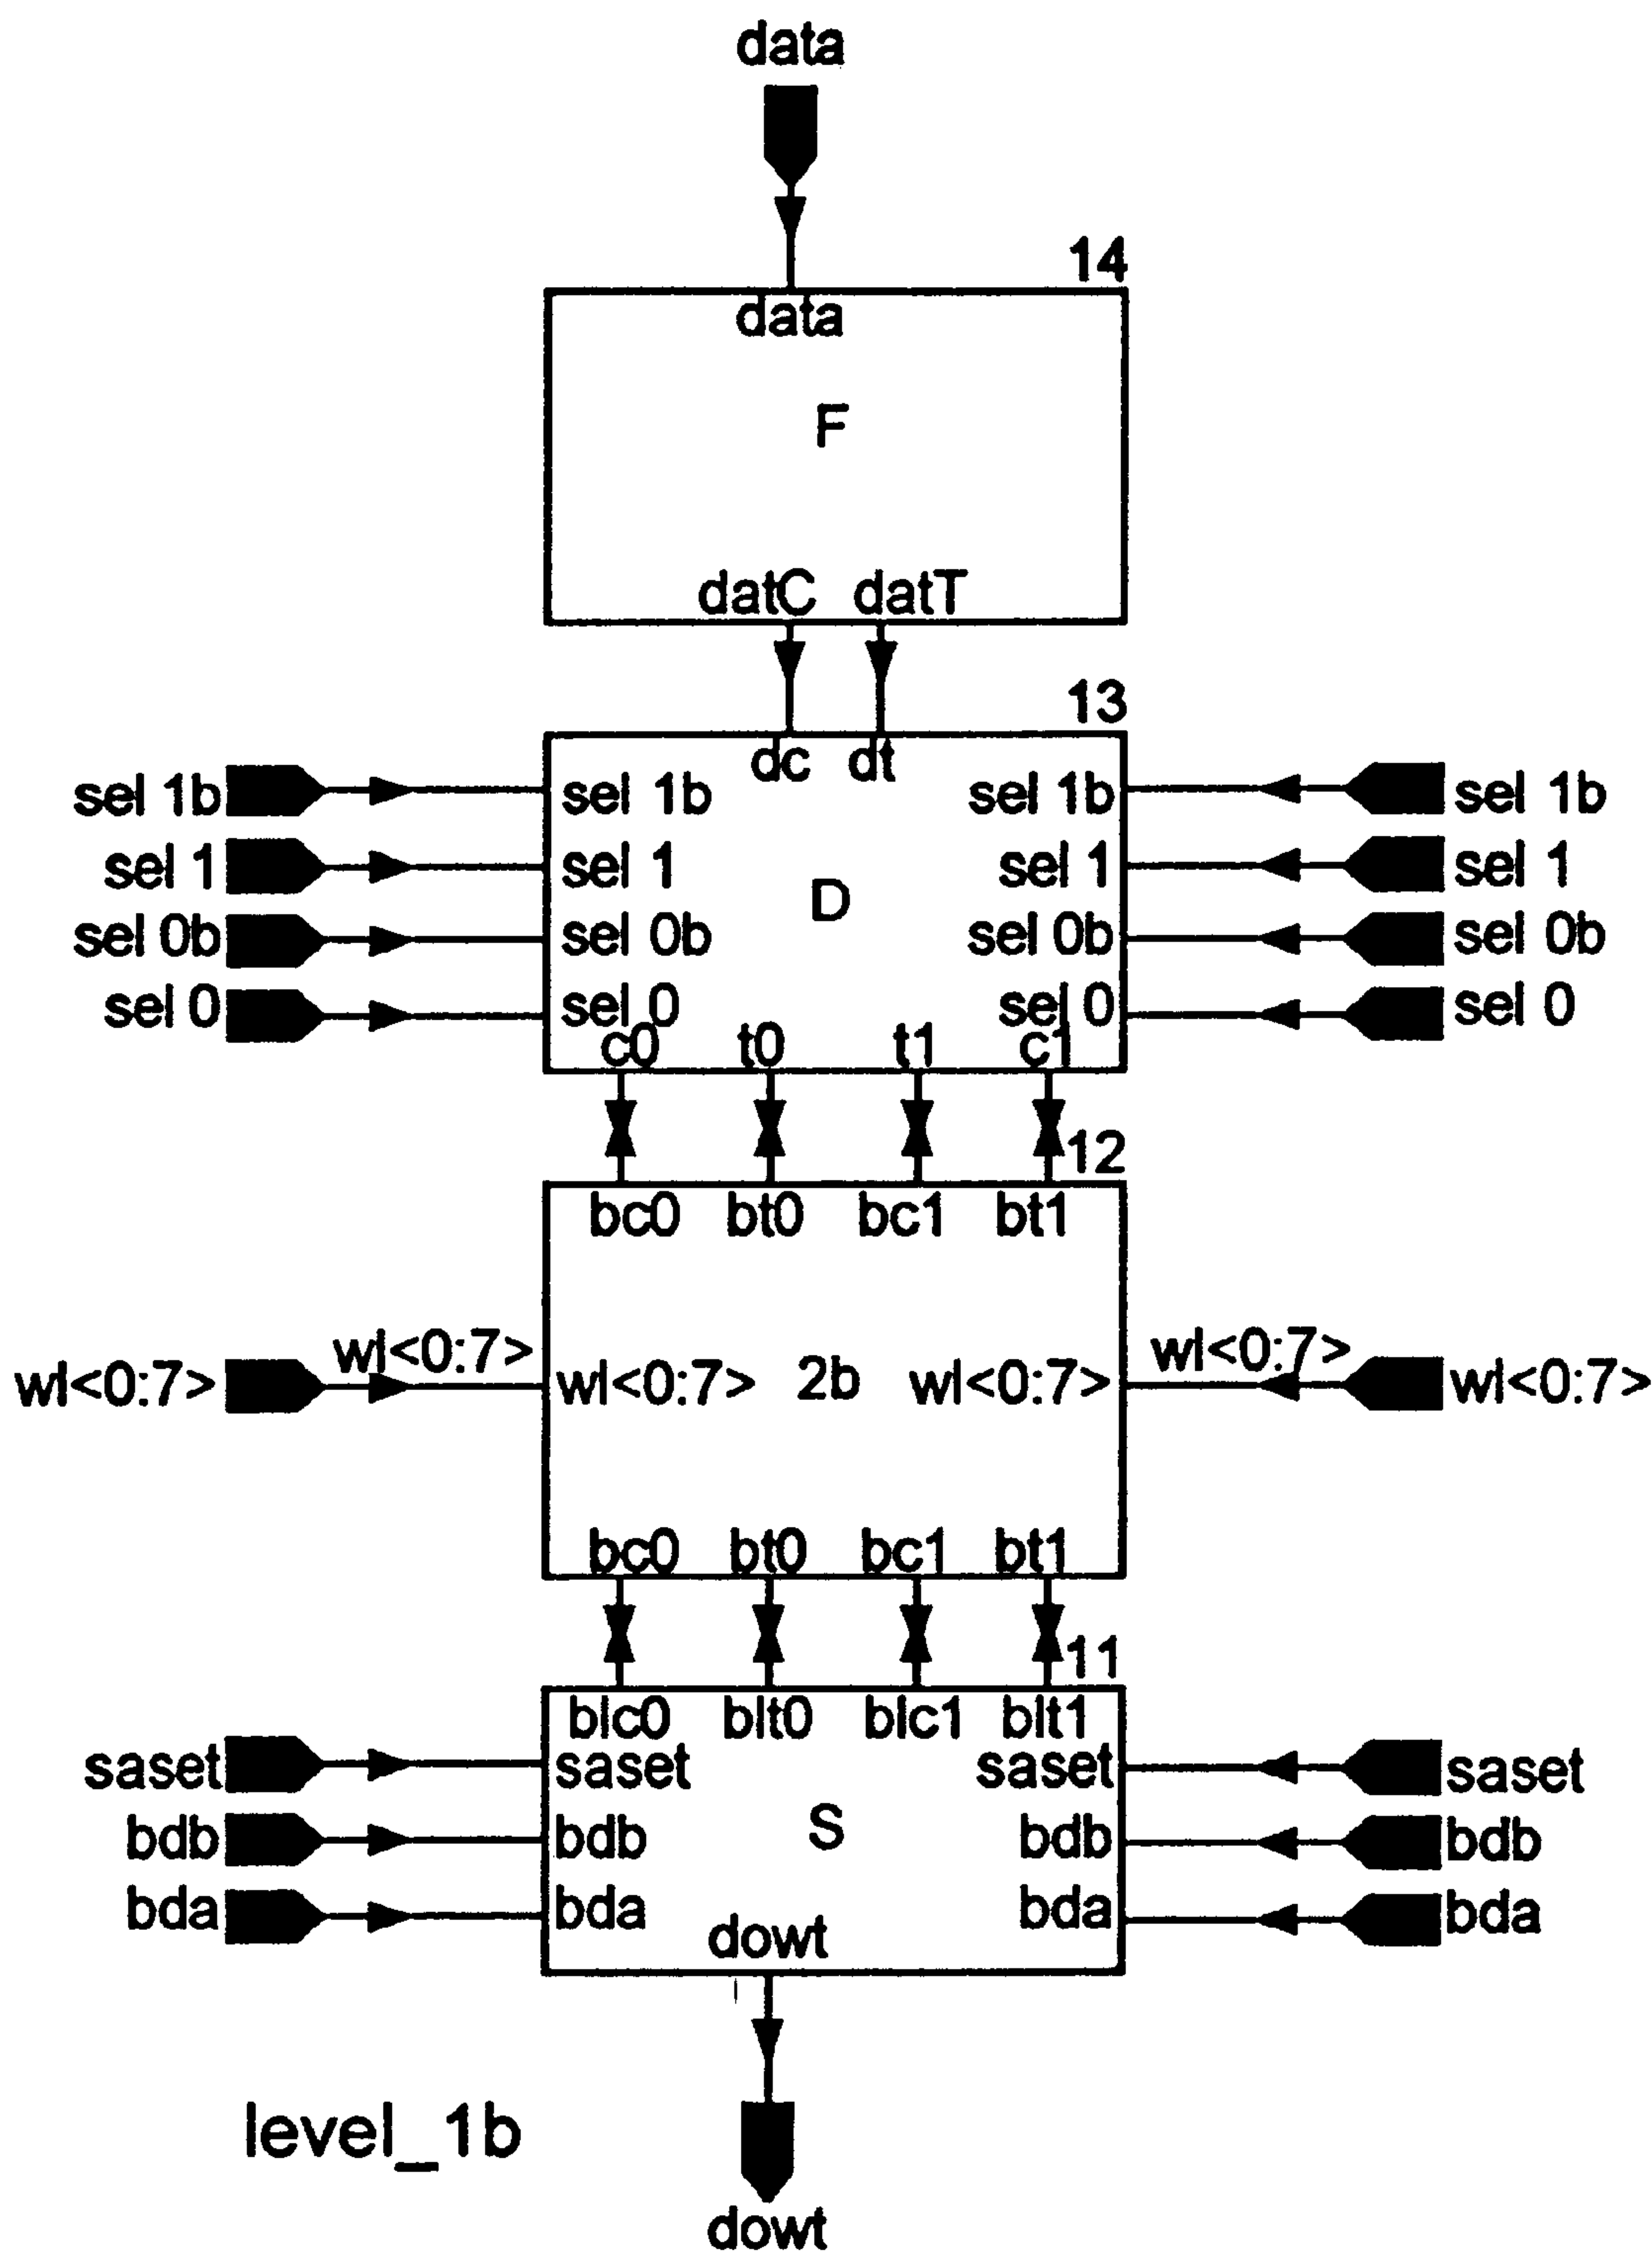 data
14
data
F
datC datT
13
dc dt
sel 1b sel 1b sel 1b sel 1b
sel 1 sel 1 sel 1 sel 1
D
sel 0b sel 0b sel 0b sel 0b
sel 0 sel 0 sel 0 sel 0
c0 t0 t1 c1
12
bc0 bt0 bc1 bt1
wl<0:7> wl<0:7>
wl<0:7> wl<0:7> 2b wl<0:7> wl<0:7>
bc0 bt0 bc1 bt1
11
blc0 blt0 blc1 blt1
saset saset saset saset
S
bdb bdb bdb bdb
bda bda bda bda
dowt
level_1b
dowt